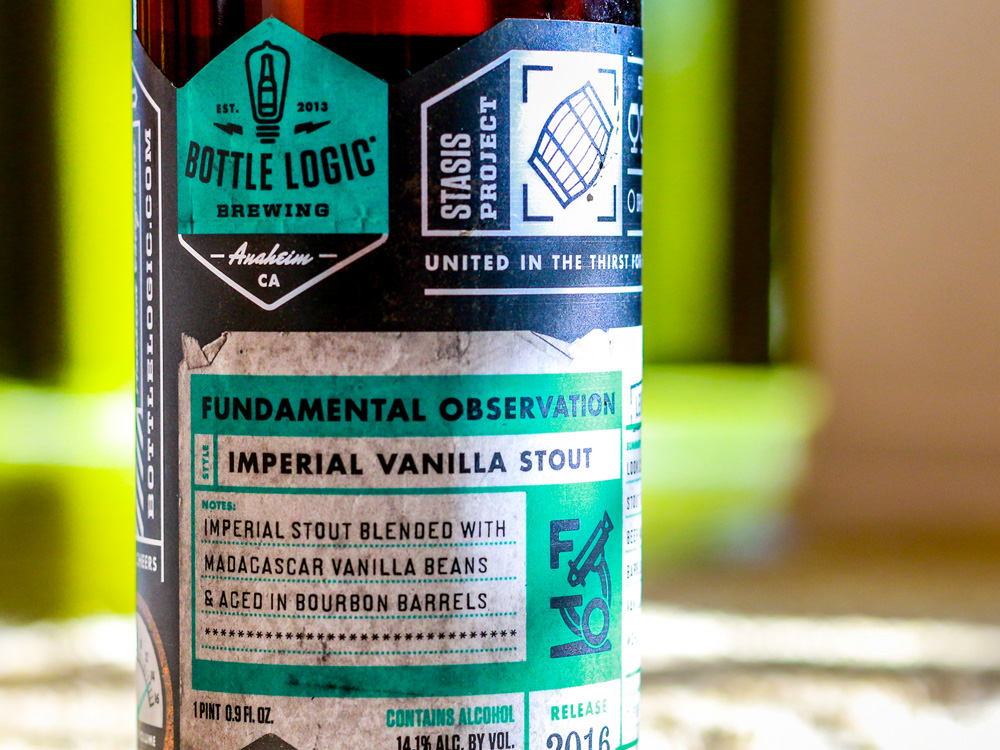 EST. 2013
BOTTLE LOGIC
BREWING
Anaheim
CA
STASIS
PROJECT
UNITED IN THE THIRST
BOTTLELOGIC.COM
FUNDAMENTAL OBSERVATION
STYLE
IMPERIAL VANILLA STOUT
NOTES:
IMPERIAL STOUT BLENDED WITH
MADAGASCAR VANILLA BEANS
& AGED IN BOURBON BARRELS
F
TO
1 PINT 0.9 FL. OZ.
CONTAINS ALCOHOL
14.1% ALC. BY VOL.
RELEASE
2016